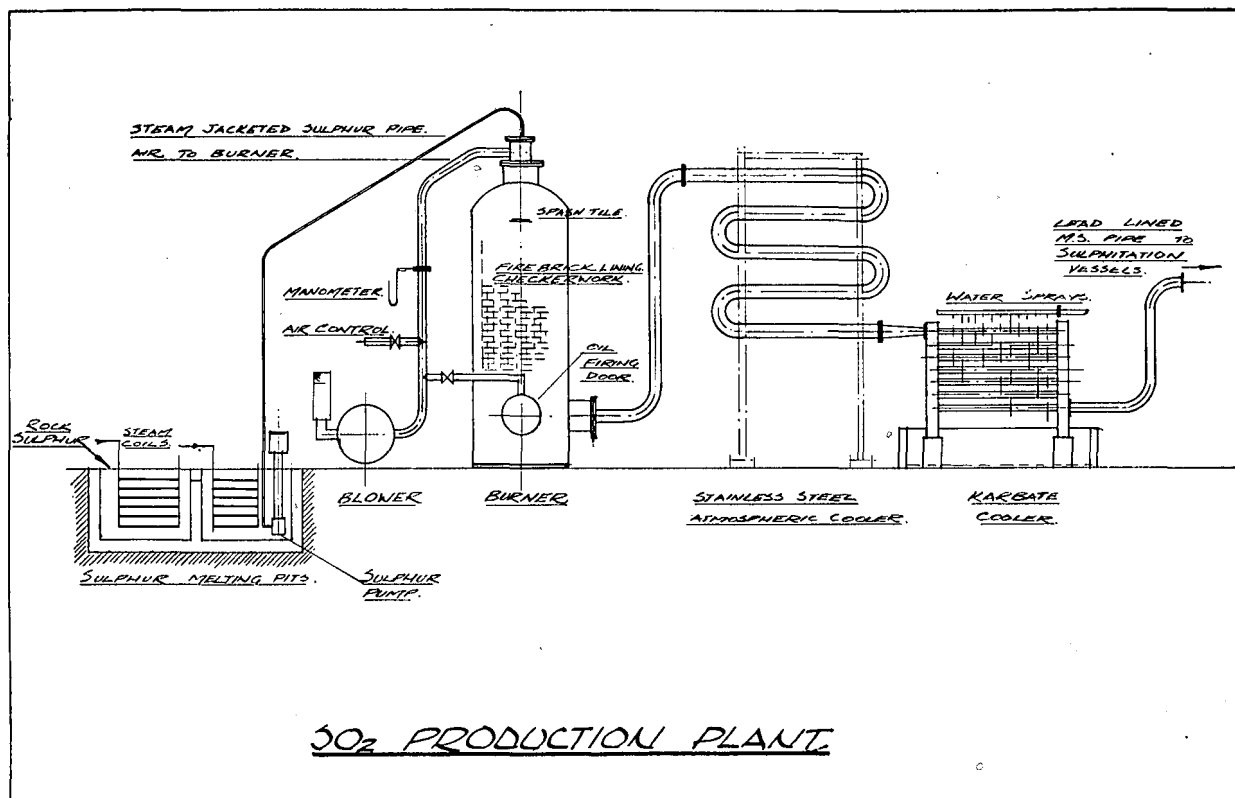 STEAM JACKETED SULPHUR PIPE.
AIR TO BURNER.
SPASH TILE.
FIRE BRICK LINING.
CHECKERWORK.
MANOMETER.
AIR CONTROL.
OIL
FIRING
DOOR.
LEAD LINED
M.S. PIPE TO
SULPHITATION
VESSELS.
WATER SPRAYS.
ROCK
SULPHUR
STEAM
COILS.
BLOWER
BURNER
STAINLESS STEEL
ATMOSPHERIC COOLER.
KARBATE
COOLER.
SULPHUR MELTING PITS.
SULPHUR
PUMP.
SO2 PRODUCTION PLANT.